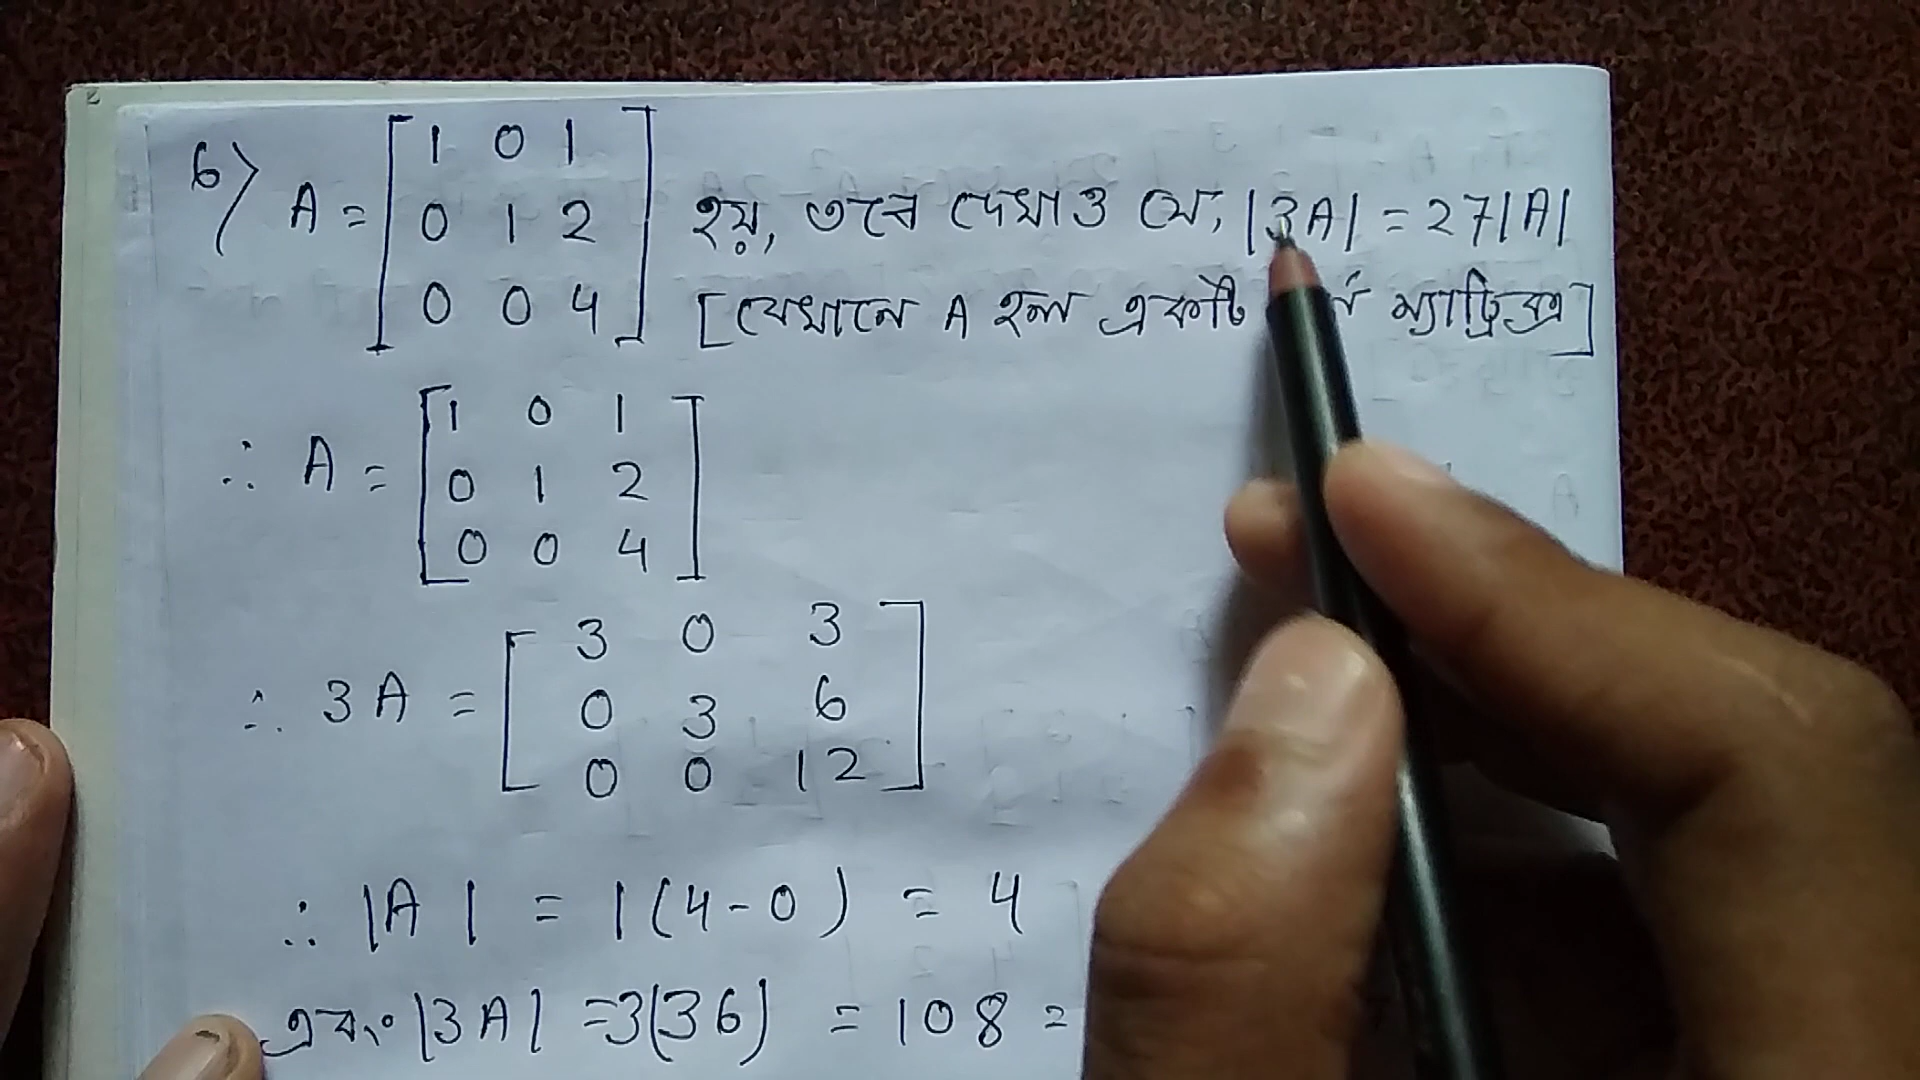 6) A = [1 0 1
0 1 2
0 0 4] হয়, তবে দেখাও যে, |3A| = 27|A|
[যেখানে A হল একটি ম্যাট্রিক্স]
∴ A = [1 0 1
0 1 2
0 0 4]
∴ 3A = [3 0 3
0 3 6
0 0 12]
∴ |A| = 1(4-0) = 4
এবং |3A| = 3(36) = 108 =